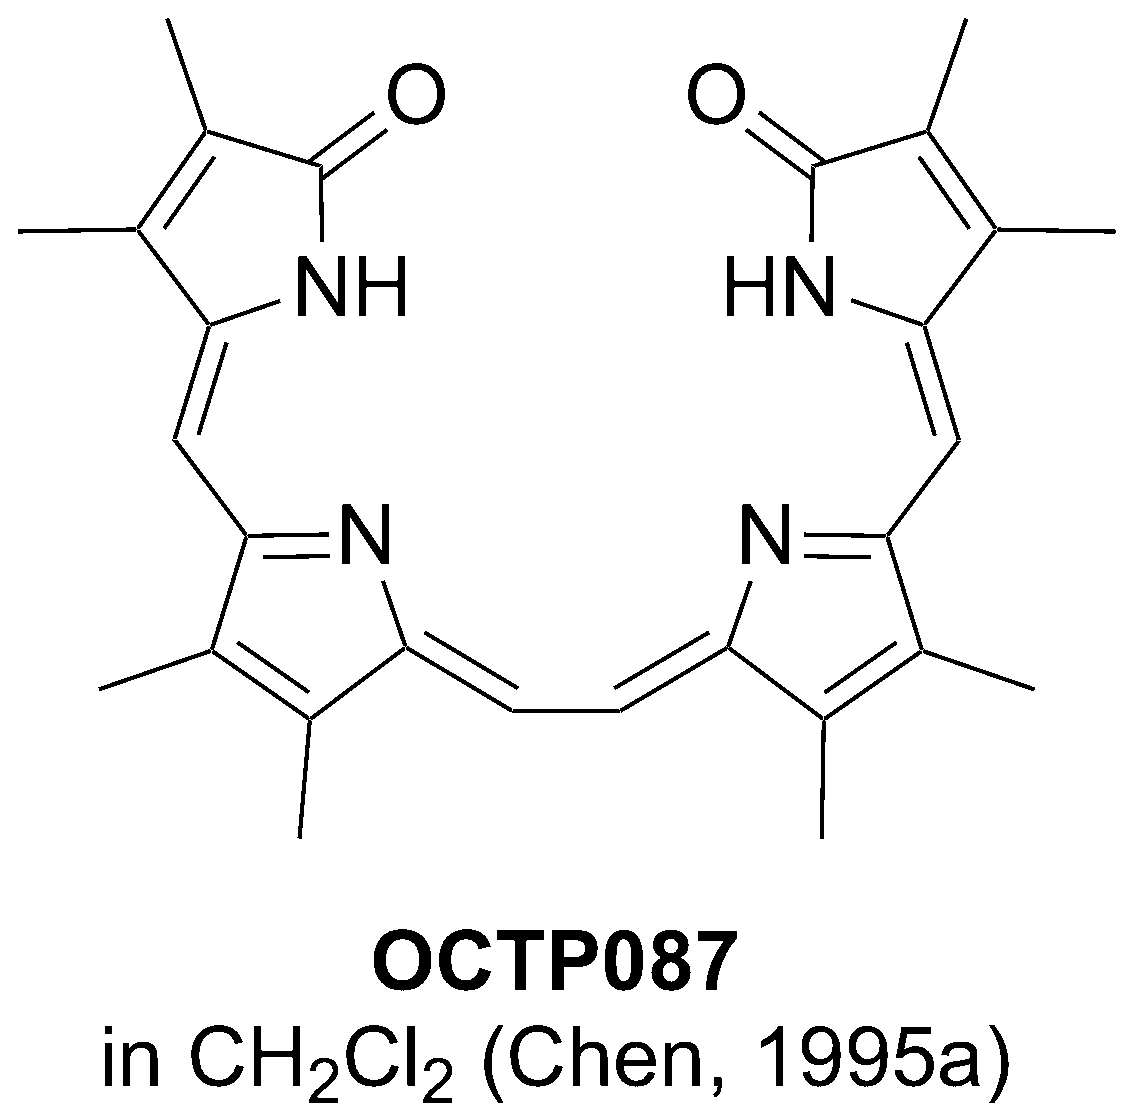 O O
NH HN
N N
OCTP087
in CH₂Cl₂ (Chen, 1995a)